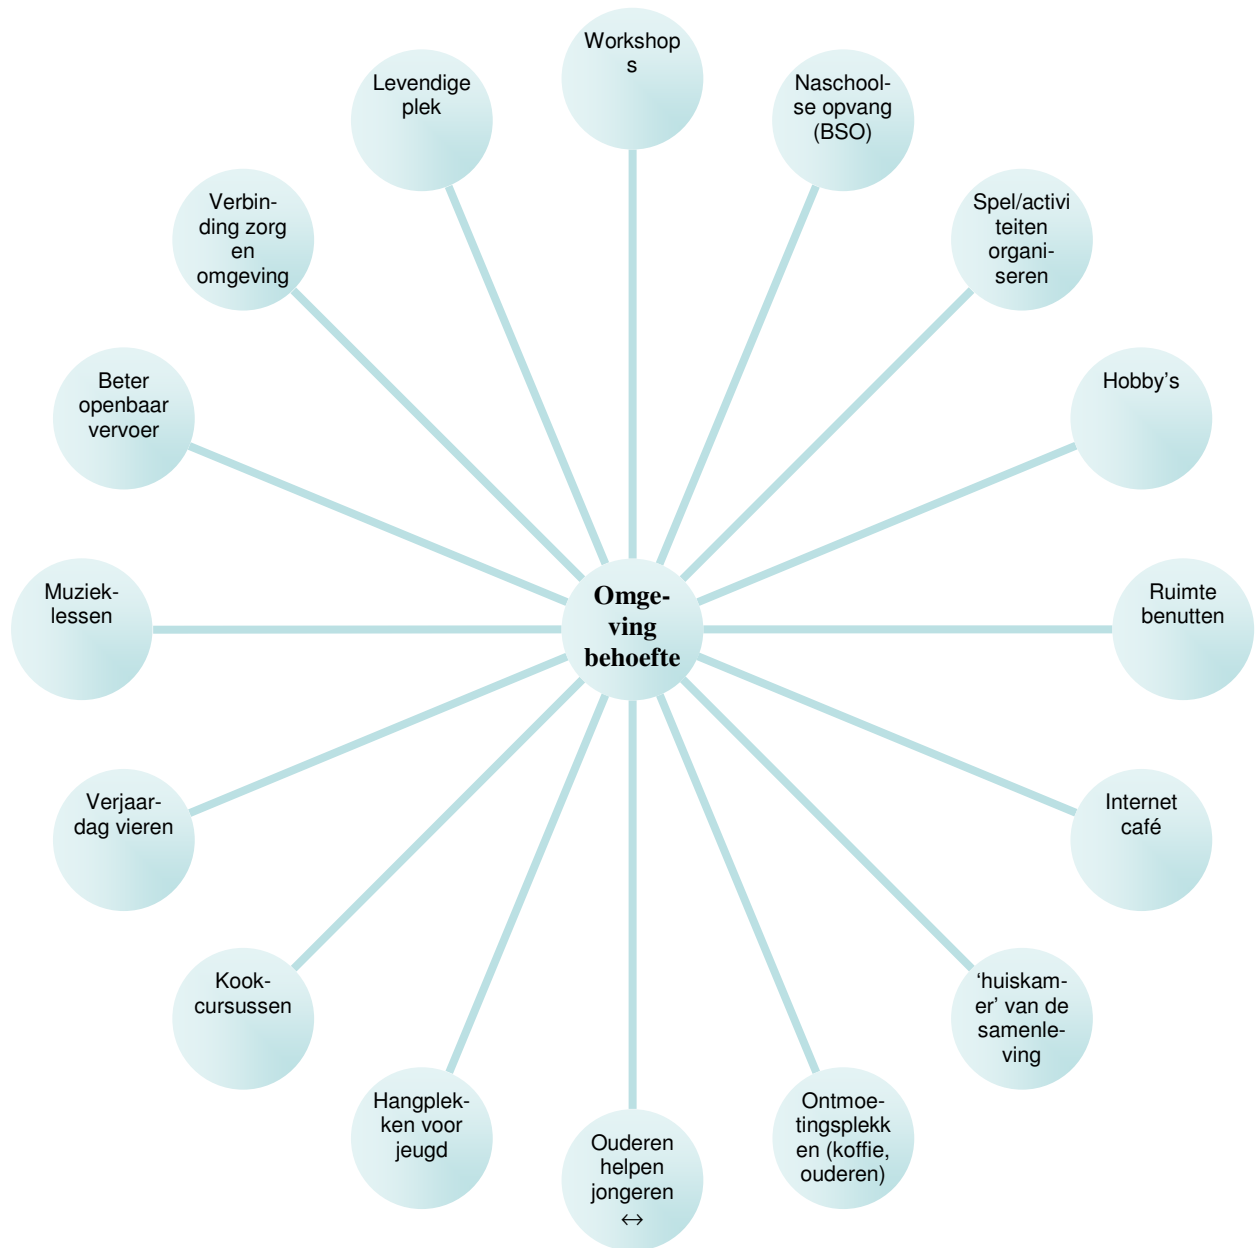 Workshop
s
Naschool-
se opvang
(BSO)
Spel/activi
teiten
organi-
seren
Hobby's
Ruimte
benutten
Internet
café
‘huiskam-
er’ van de
samenle-
ving
Ontmoe-
tingsplekk
en (koffie,
ouderen)
Ouderen
helpen
jongeren
↔
Hangplek-
ken voor
jeugd
Kook-
cursussen
Verjaar-
dag vieren
Muziek-
lessen
Beter
openbaar
vervoer
Verbin-
ding zorg
en
omgeving
Levendige
plek
Omge-
ving
behoefte